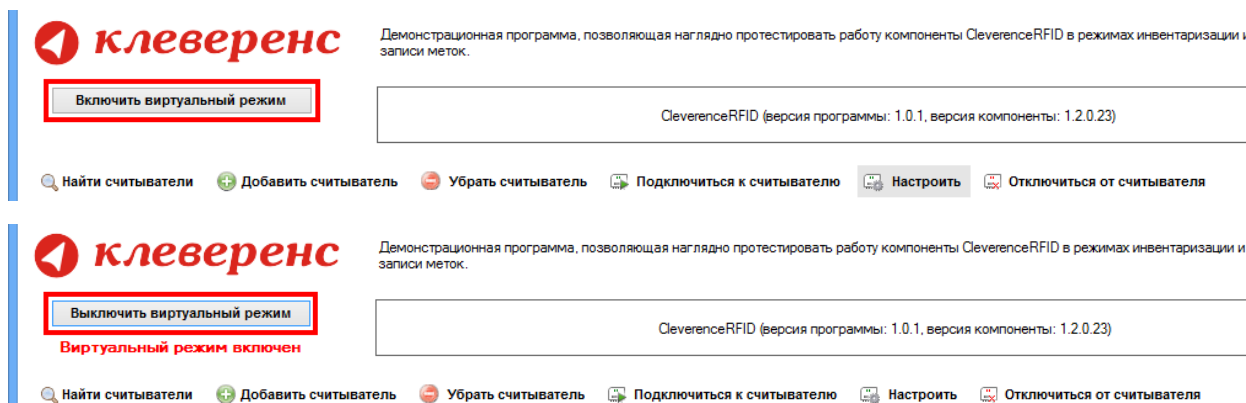 клеверенс
Демонстрационная программа, позволяющая наглядно протестировать работу компоненты CleverenceRFID в режимах инвентаризации и
записи меток.
Включить виртуальный режим
CleverenceRFID (версия программы: 1.0.1, версия компоненты: 1.2.0.23)
Найти считыватели Добавить считыватель Убрать считыватель Подключиться к считывателю Настроить Отключиться от считывателя
клеверенс
Демонстрационная программа, позволяющая наглядно протестировать работу компоненты CleverenceRFID в режимах инвентаризации и
записи меток.
Выключить виртуальный режим
CleverenceRFID (версия программы: 1.0.1, версия компоненты: 1.2.0.23)
Виртуальный режим включен
Найти считыватели Добавить считыватель Убрать считыватель Подключиться к считывателю Настроить Отключиться от считывателя